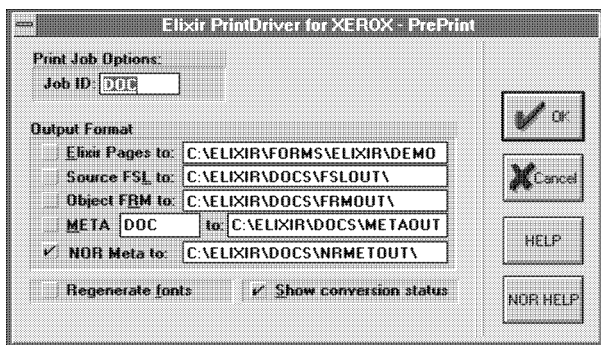 Elixir PrintDriver for XEROX - PrePrint
Print Job Options:
Job ID: DOC
OK
Output Format
Elixir Pages to: C:\ELIXIR\FORMS\ELIXIR\DEMO
Source FSL to: C:\ELIXIR\DOCS\FSLOUT\
Cancel
Object FRM to: C:\ELIXIR\DOCS\FRMOUT\
META DOC to: C:\ELIXIR\DOCS\METAOUT
HELP
NOR Meta to: C:\ELIXIR\DOCS\NRMETOUT\
Regenerate fonts Show conversion status
NOR HELP